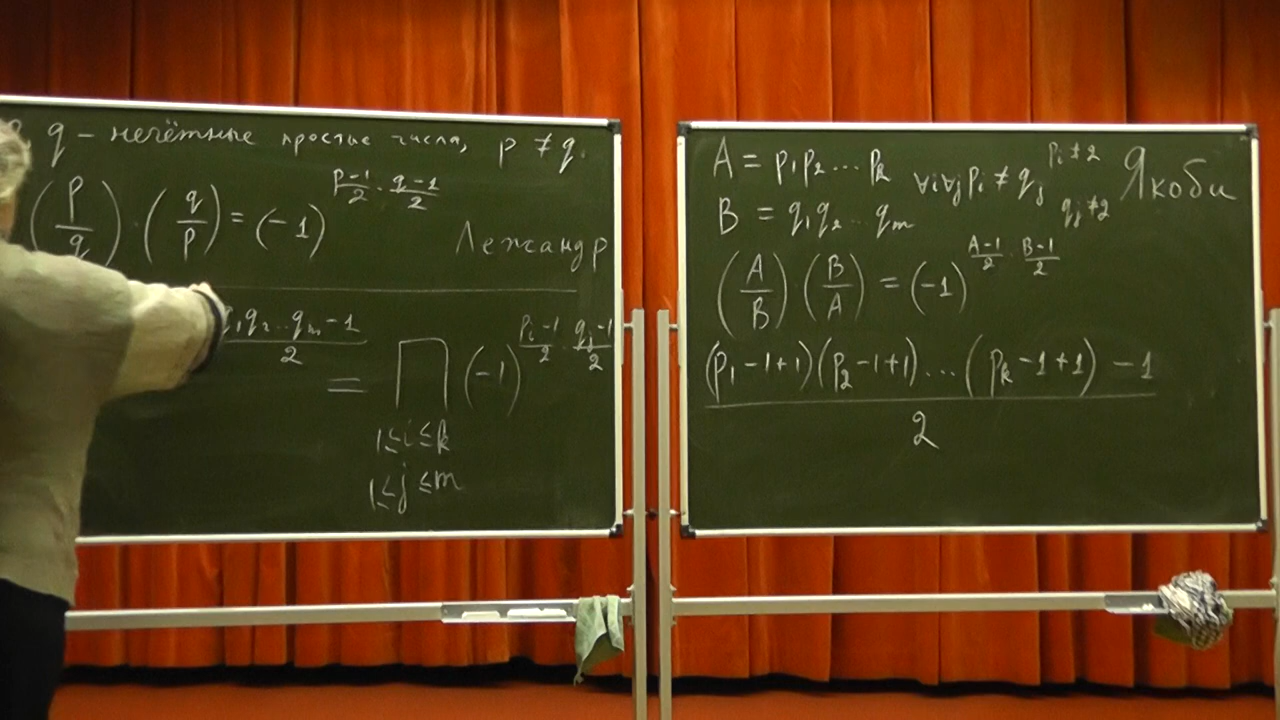 q – нечётные простые числа, p ≠ q.
(p/q) · (q/p) = (-1)^{(p-1)/2 · (q-1)/2}
Лежандр
q₁q₂...qₘ-1 / 2
= ∏ (-1)^{(pᵢ-1)/2 · (qⱼ-1)/2}
1≤i≤k
1≤j≤m
A = p₁p₂...pₖ ∀i∀j pᵢ ≠ qⱼ pᵢ≠2 Якоби
B = q₁q₂...qₘ qⱼ≠2
(A/B) (B/A) = (-1)^{(A-1)/2 · (B-1)/2}
(p₁-1+1)(p₂-1+1)...(pₖ-1+1) - 1
2